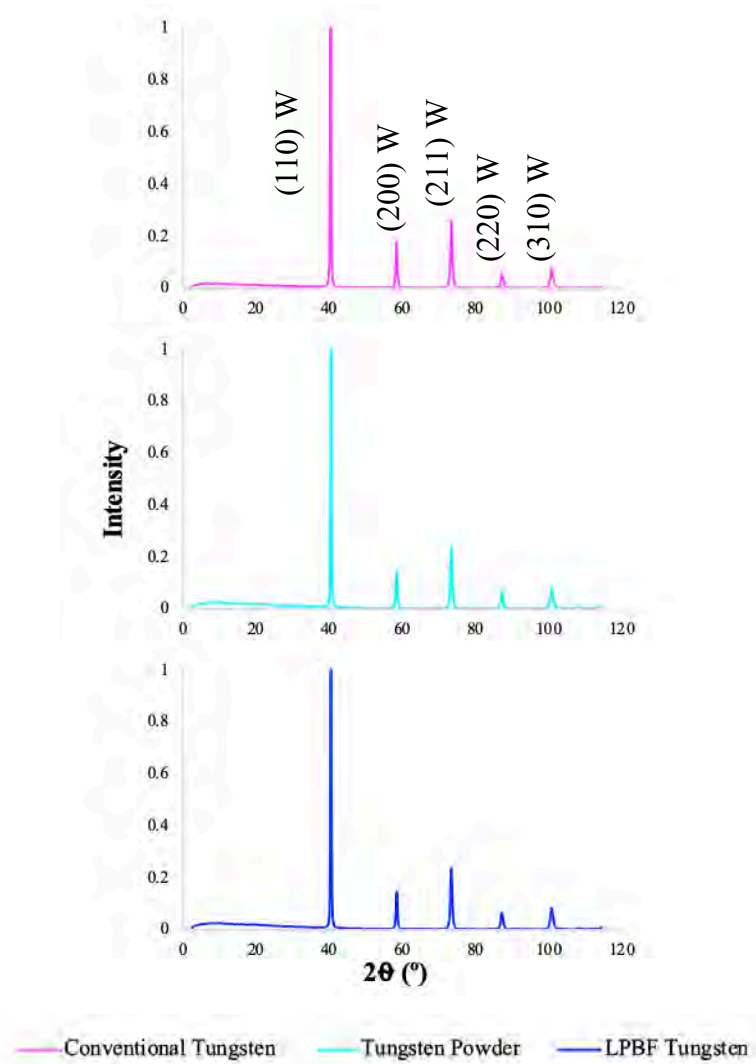 1
0.8
0.6
0.4
0.2
0
(110) W
(200) W
(211) W
(220) W
(310) W
0 20 40 60 80 100 120
1
0.8
0.6
0.4
0.2
0
Intensity
0 20 40 60 80 100 120
1
0.8
0.6
0.4
0.2
0
0 20 40 60 80 100 120
2θ (º)
Conventional Tungsten Tungsten Powder LPBF Tungsten